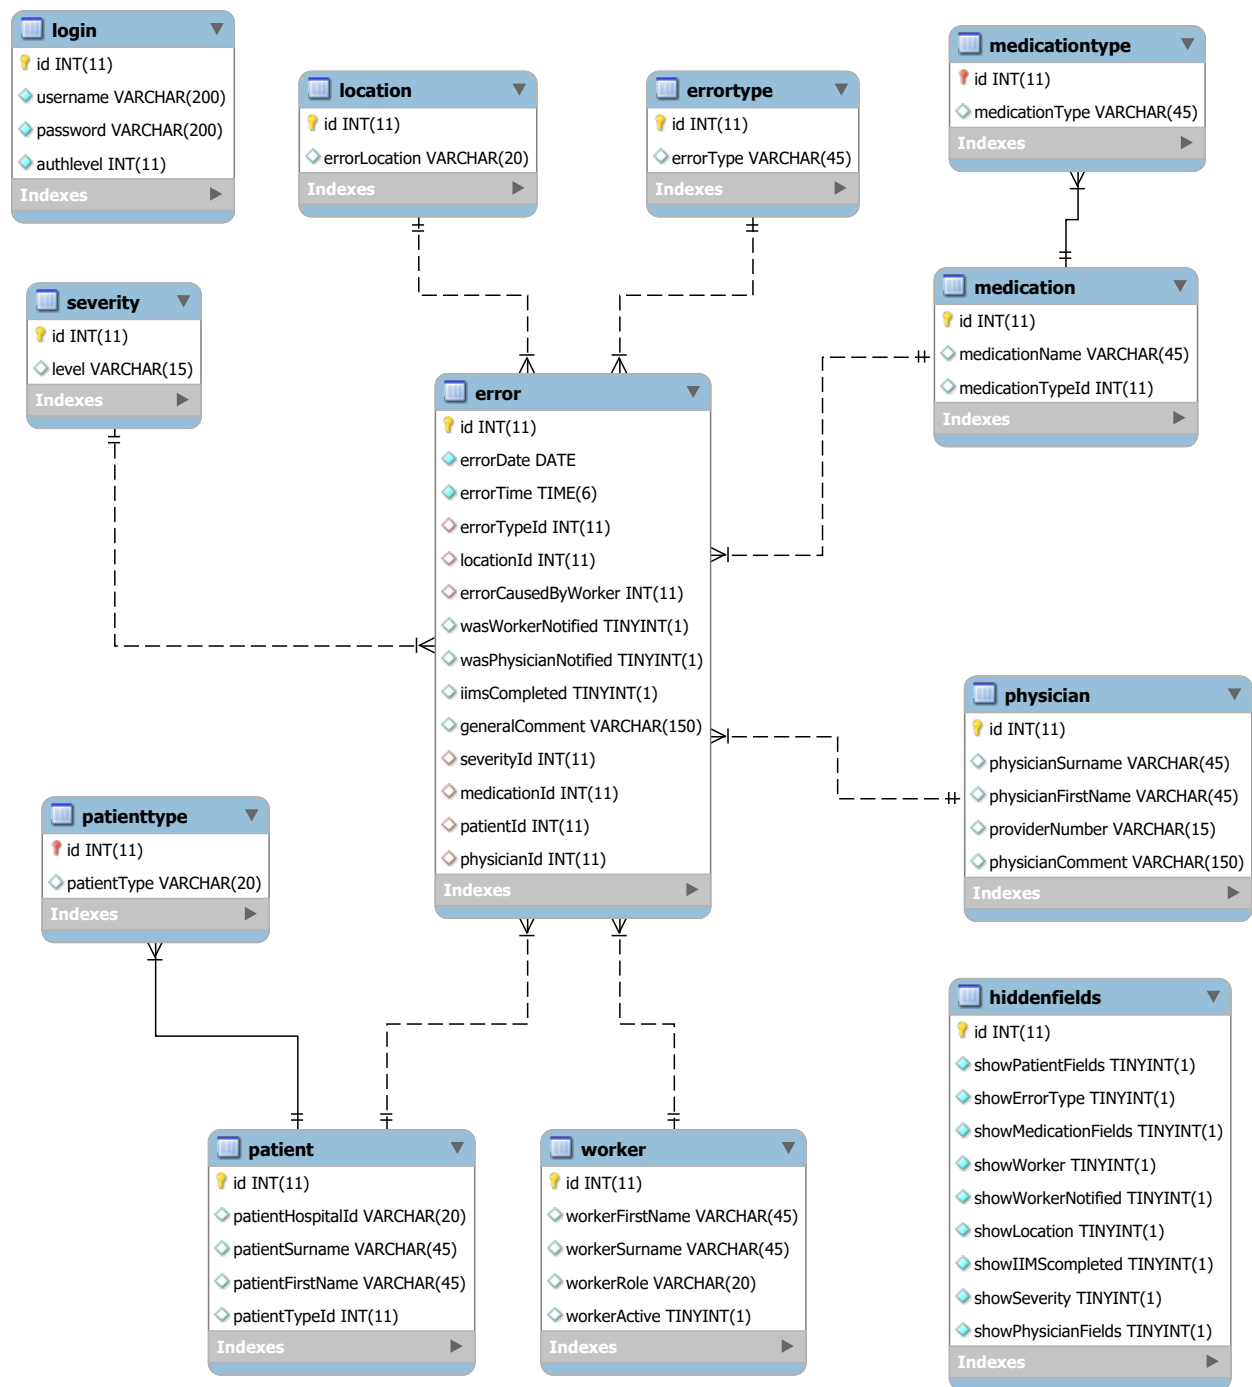 login
id INT(11)
username VARCHAR(200)
password VARCHAR(200)
authlevel INT(11)
Indexes
location
id INT(11)
errorLocation VARCHAR(20)
Indexes
errortype
id INT(11)
errorType VARCHAR(45)
Indexes
medicationtype
id INT(11)
medicationType VARCHAR(45)
Indexes
severity
id INT(11)
level VARCHAR(15)
Indexes
medication
id INT(11)
medicationName VARCHAR(45)
medicationTypeId INT(11)
Indexes
error
id INT(11)
errorDate DATE
errorTime TIME(6)
errorTypeId INT(11)
locationId INT(11)
errorCausedByWorker INT(11)
wasWorkerNotified TINYINT(1)
wasPhysicianNotified TINYINT(1)
iimsCompleted TINYINT(1)
generalComment VARCHAR(150)
severityId INT(11)
medicationId INT(11)
patientId INT(11)
physicianId INT(11)
Indexes
physician
id INT(11)
physicianSurname VARCHAR(45)
physicianFirstName VARCHAR(45)
providerNumber VARCHAR(15)
physicianComment VARCHAR(150)
Indexes
patienttype
id INT(11)
patientType VARCHAR(20)
Indexes
hiddenfields
id INT(11)
showPatientFields TINYINT(1)
showErrorType TINYINT(1)
showMedicationFields TINYINT(1)
showWorker TINYINT(1)
showWorkerNotified TINYINT(1)
showLocation TINYINT(1)
showIIMScompleted TINYINT(1)
showSeverity TINYINT(1)
showPhysicianFields TINYINT(1)
Indexes
patient
id INT(11)
patientHospitalId VARCHAR(20)
patientSurname VARCHAR(45)
patientFirstName VARCHAR(45)
patientTypeId INT(11)
Indexes
worker
id INT(11)
workerFirstName VARCHAR(45)
workerSurname VARCHAR(45)
workerRole VARCHAR(20)
workerActive TINYINT(1)
Indexes